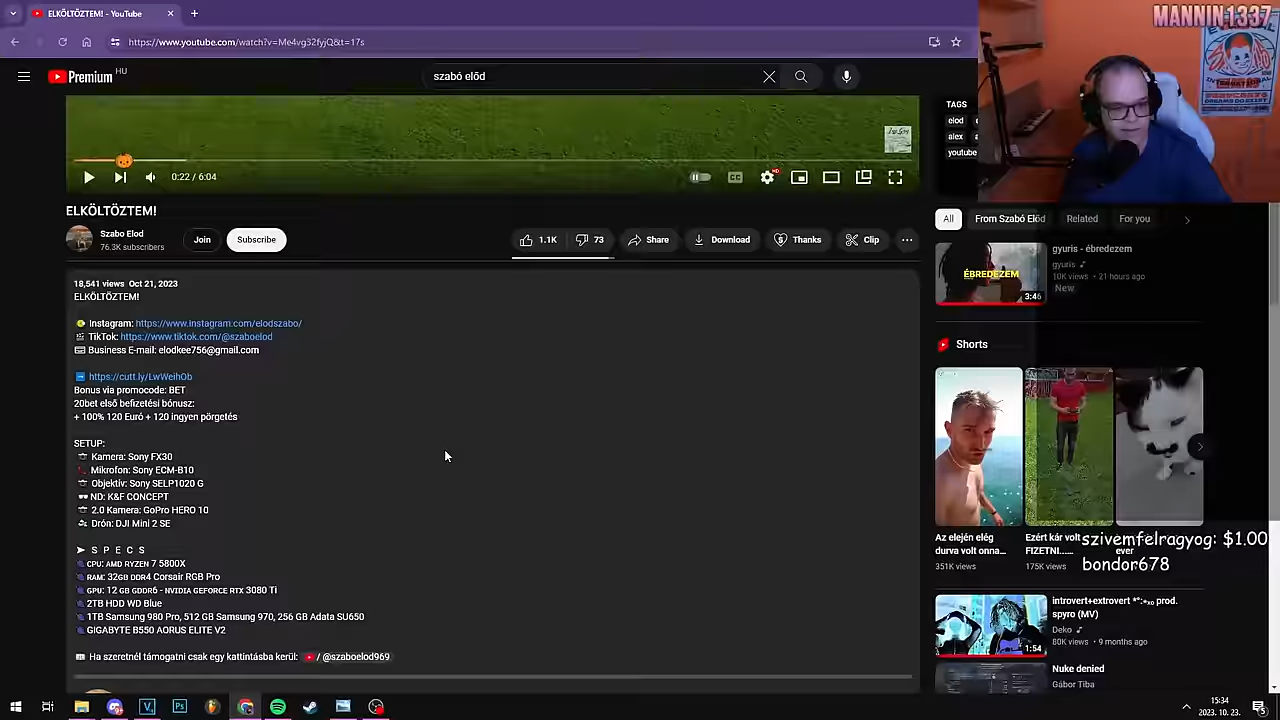 ELKÖLTÖZTEM! - YouTube
https://www.youtube.com/watch?v=Me4vg32fyjQ&t=17s
MANNIN1337
Premium HU
szabó előd
TAGS
elod
alex
youtube
0:22 / 6:04
ELKÖLTÖZTEM!
Szabo Elod
76.3K subscribers
Join
Subscribe
1.1K
73
Share
Download
Thanks
Clip
All
From Szabó Előd
Related
For you
18,541 views Oct 21, 2023
ELKÖLTÖZTEM!
Instagram: https://www.instagram.com/elodszabo/
TikTok: https://www.tiktok.com/@szaboelod
Business E-mail: elodkee756@gmail.com
https://cutt.ly/LwWeihOb
Bonus via promocode: BET
20bet első befizetési bónusz:
+ 100% 120 Euró + 120 ingyen pörgetés
SETUP:
Kamera: Sony FX30
Mikrofon: Sony ECM-B10
Objektív: Sony SELP1020 G
ND: K&F CONCEPT
2.0 Kamera: GoPro HERO 10
Drón: DJI Mini 2 SE
S P E C S
CPU: AMD RYZEN 7 5800X
RAM: 32GB DDR4 Corsair RGB Pro
GPU: 12 GB GDDR6 - NVIDIA GEFORCE RTX 3080 Ti
2TB HDD WD Blue
1TB Samsung 980 Pro, 512 GB Samsung 970,
GIGABYTE B550 AORUS ELITE V2
Ha szeretnél támogatni csak egy kattintásba kerül:
ÉBREDEZEM
3:46
gyuris - ébredezem
gyuris
10K views • 21 hours ago
New
Shorts
Az elején elég
durva volt onna...
351K views
Ezért kár volt
FIZETNI......
175K views
ever
szivemfelragyog: $1.00
bondor678
1:54
introvert+extrovert prod.
spyro (MV)
Deko
80K views • 9 months ago
Nuke denied
Gábor Tiba
15:34
2023. 10. 23.